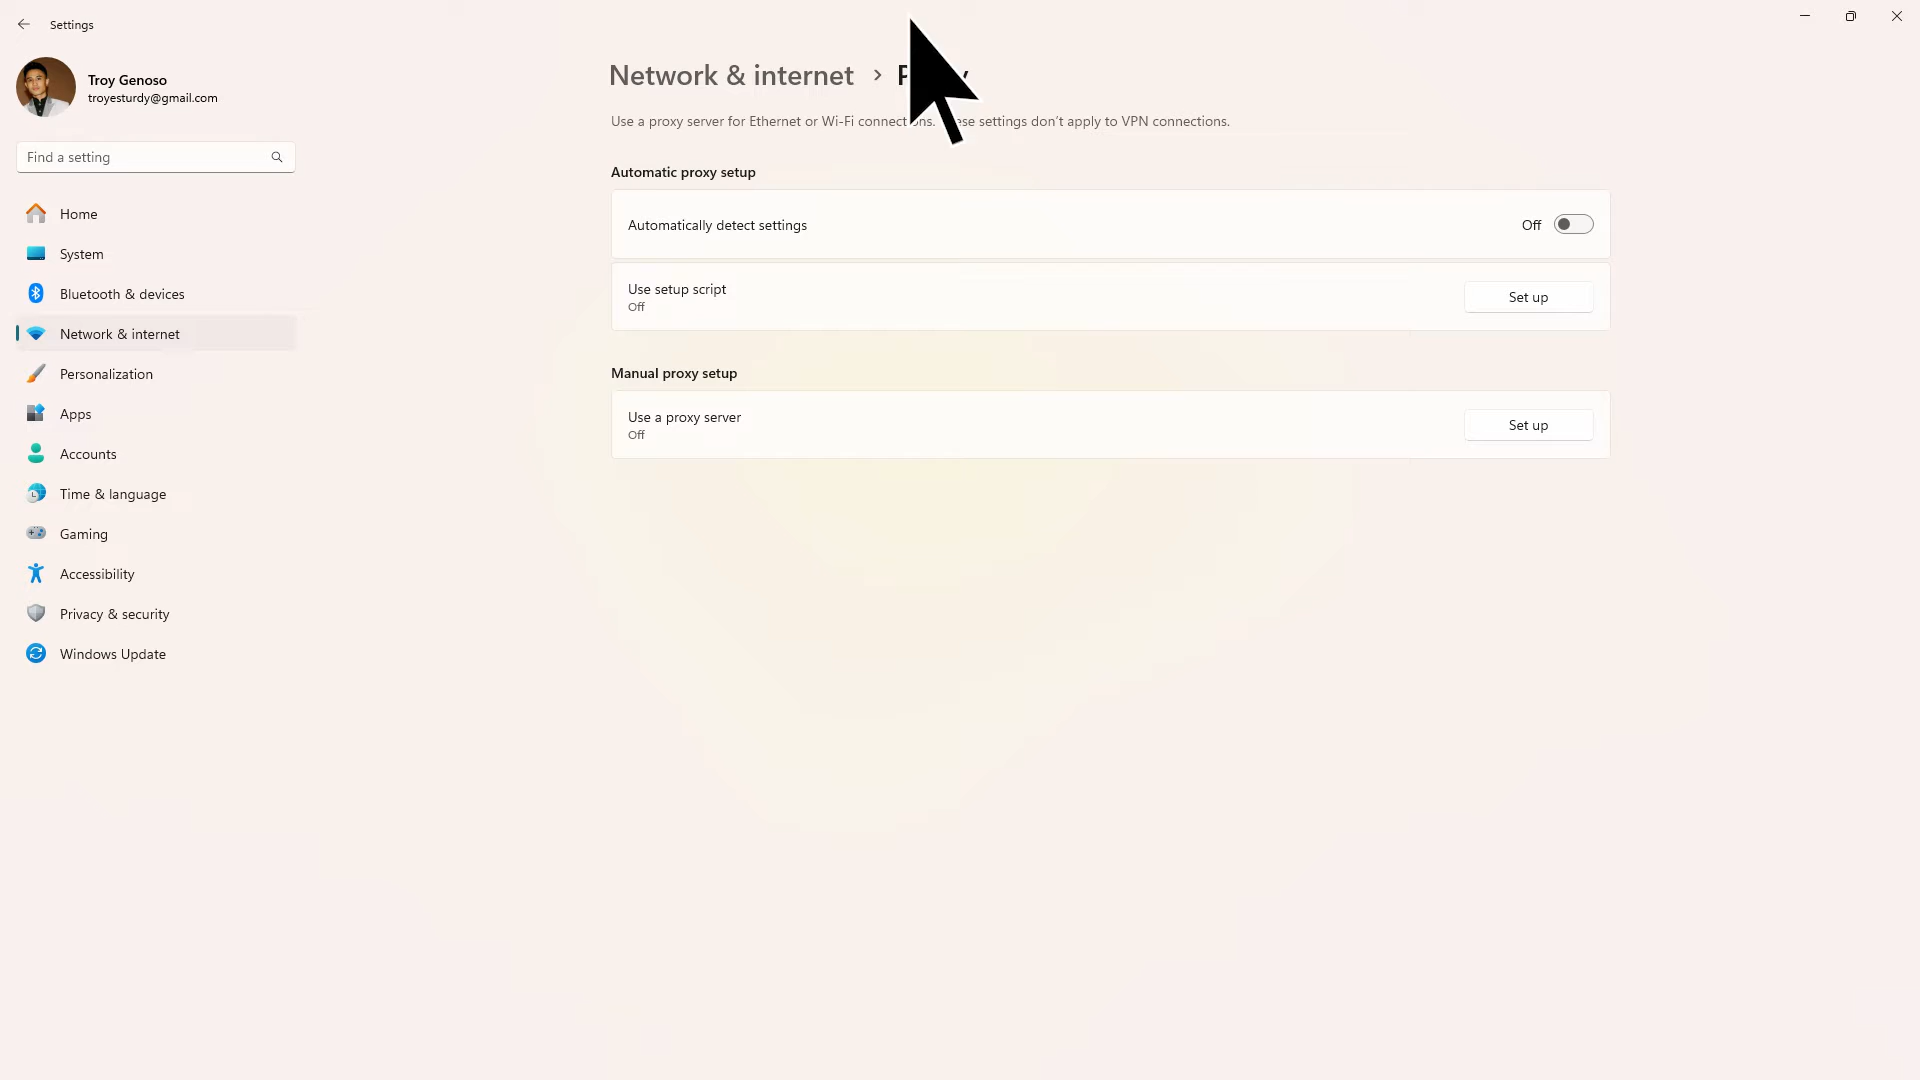 Settings
Troy Genoso
troyesturdy@gmail.com
Find a setting
Home
System
Bluetooth & devices
Network & internet
Personalization
Apps
Accounts
Time & language
Gaming
Accessibility
Privacy & security
Windows Update
Network & internet ›
Use a proxy server for Ethernet or Wi-Fi settings don't apply to VPN connections.
Automatic proxy setup
Automatically detect settings
Off
Use setup script
Off
Set up
Manual proxy setup
Use a proxy server
Off
Set up